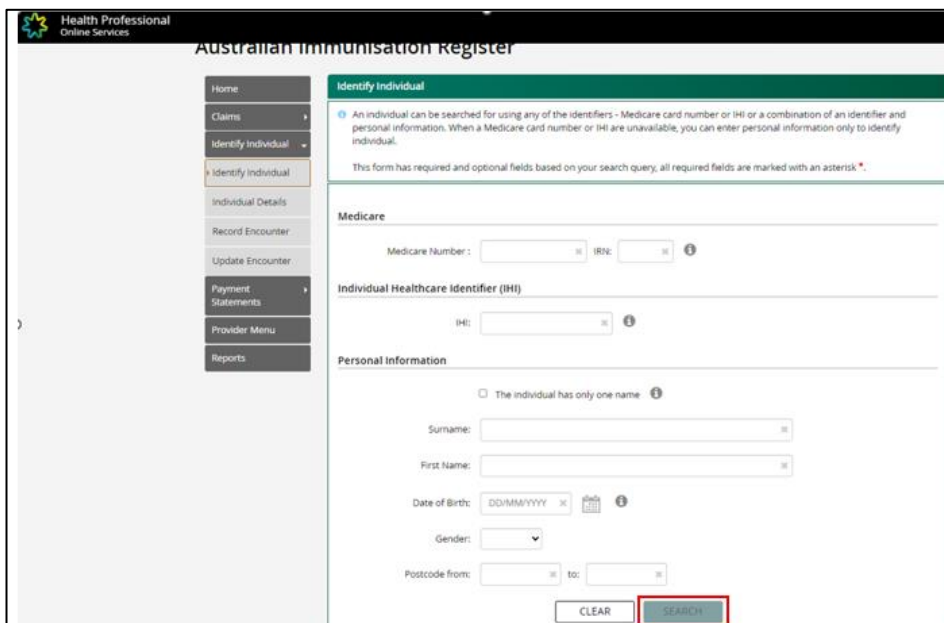 Health Professional
Online Services
Australian Immunisation Register
Home
Claims
Identify Individual
Identify Individual
Individual Details
Record Encounter
Update Encounter
Payment
Statements
Provider Menu
Reports
Identify Individual
An individual can be searched for using any of the identifiers - Medicare card number or IHI or a combination of an identifier and
personal information. When a Medicare card number or IHI are unavailable, you can enter personal information only to identify
individual.
This form has required and optional fields based on your search query, all required fields are marked with an asterisk *.
Medicare
Medicare Number : IRN:
Individual Healthcare Identifier (IHI)
IHI:
Personal Information
The individual has only one name
Surname:
First Name:
Date of Birth: DD/MM/YYYY
Gender:
Postcode from: to:
CLEAR SEARCH